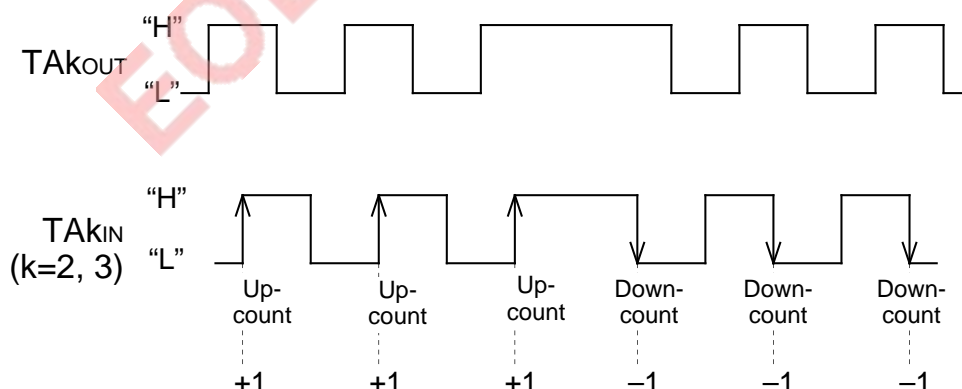 EOL
“H”
TAkOUT
“L”
“H”
TAkIN
(k=2, 3)
“L”
Up-
count
Up-
count
Up-
count
Down-
count
Down-
count
Down-
count
+1
+1
+1
–1
–1
–1